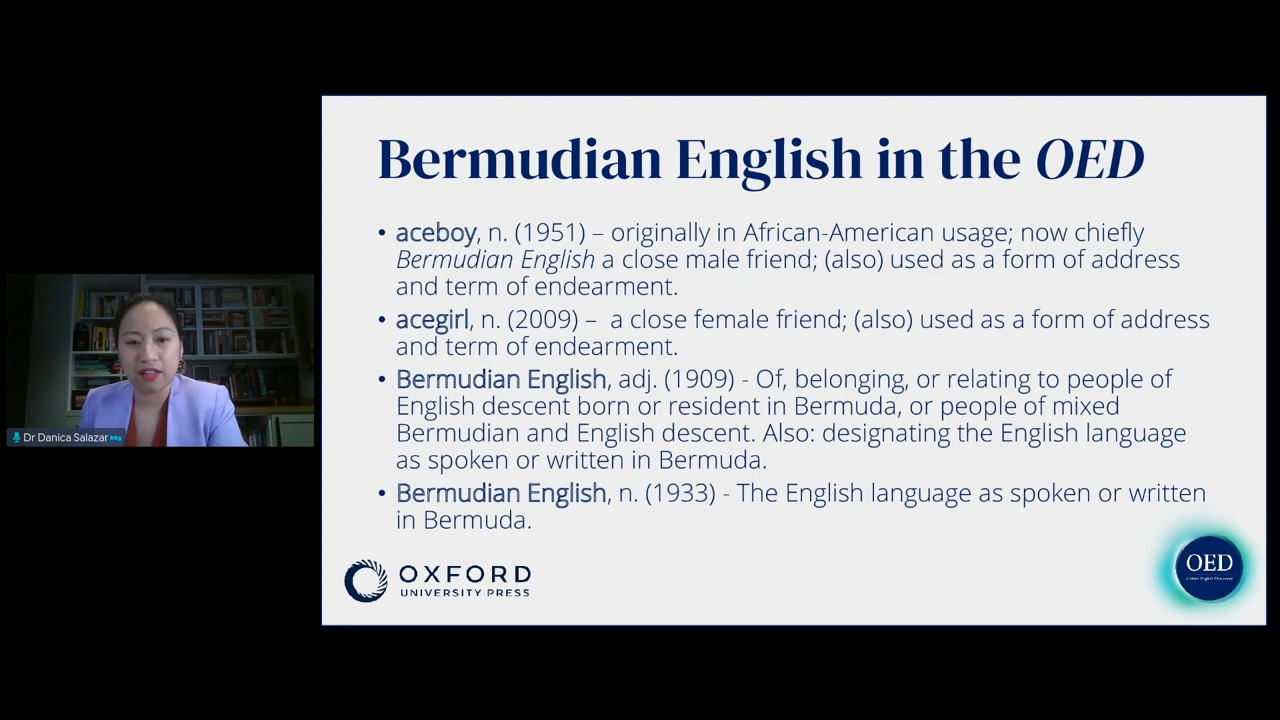 Bermudian English in the OED
• aceboy, n. (1951) – originally in African-American usage; now chiefly
Bermudian English a close male friend; (also) used as a form of address
and term of endearment.
• acegirl, n. (2009) – a close female friend; (also) used as a form of address
and term of endearment.
• Bermudian English, adj. (1909) - Of, belonging, or relating to people of
English descent born or resident in Bermuda, or people of mixed
Bermudian and English descent. Also: designating the English language
as spoken or written in Bermuda.
• Bermudian English, n. (1933) - The English language as spoken or written
in Bermuda.
Dr Danica Salazar
OXFORD
UNIVERSITY PRESS
OED
Oxford English Dictionary